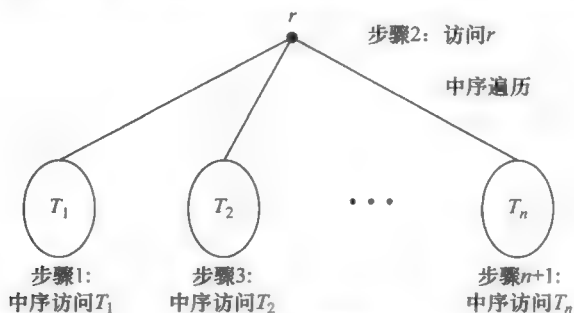 r
步骤2：访问r
中序遍历
T₁
T₂
• • •
Tₙ
步骤1:
中序访问T₁
步骤3:
中序访问T₂
步骤n+1:
中序访问Tₙ